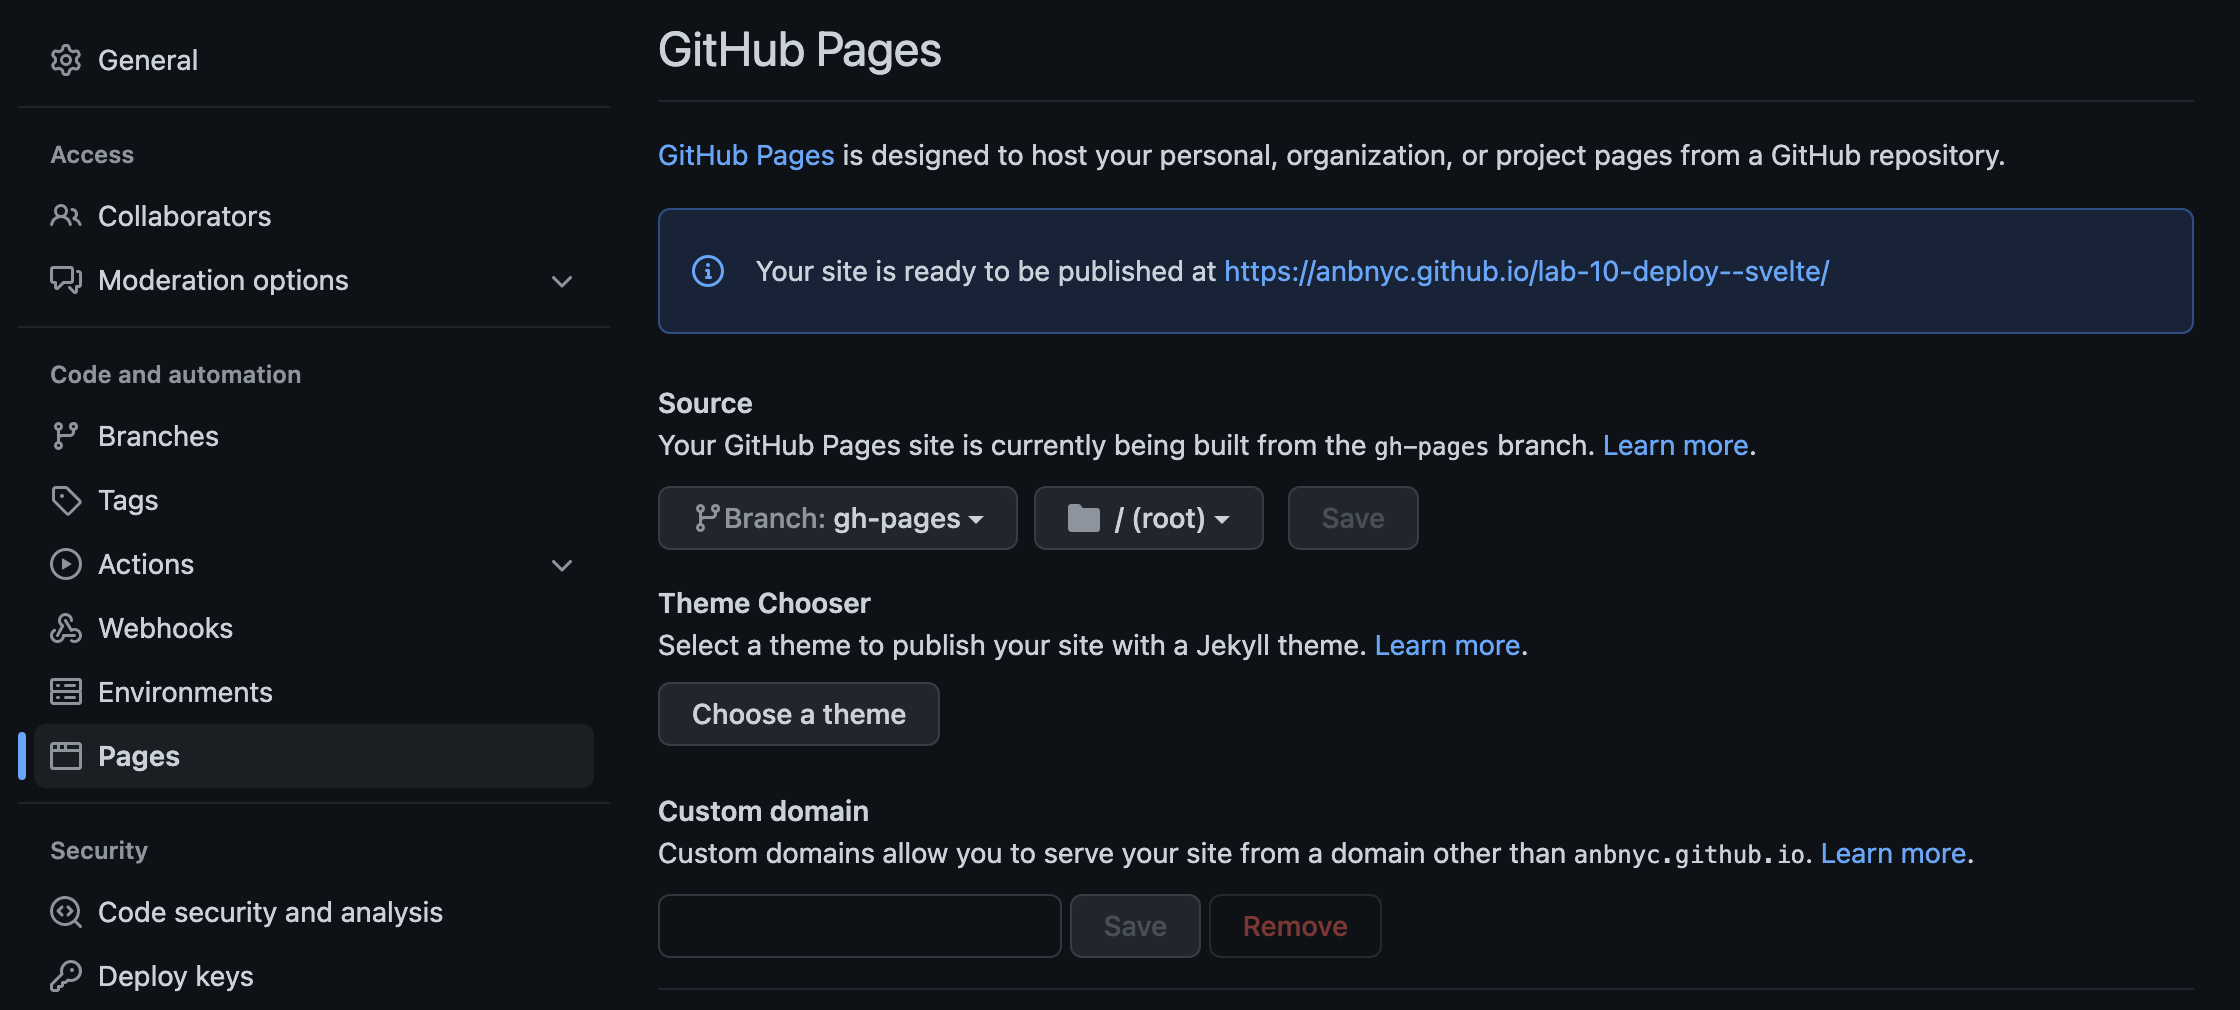 General
Access
Collaborators
Moderation options
Code and automation
Branches
Tags
Actions
Webhooks
Environments
Pages
Security
Code security and analysis
Deploy keys
GitHub Pages
GitHub Pages is designed to host your personal, organization, or project pages from a GitHub repository.
Your site is ready to be published at https://anbnyc.github.io/lab-10-deploy--svelte/
Source
Your GitHub Pages site is currently being built from the gh-pages branch. Learn more.
Branch: gh-pages / (root) Save
Theme Chooser
Select a theme to publish your site with a Jekyll theme. Learn more.
Choose a theme
Custom domain
Custom domains allow you to serve your site from a domain other than anbnyc.github.io. Learn more.
Save Remove